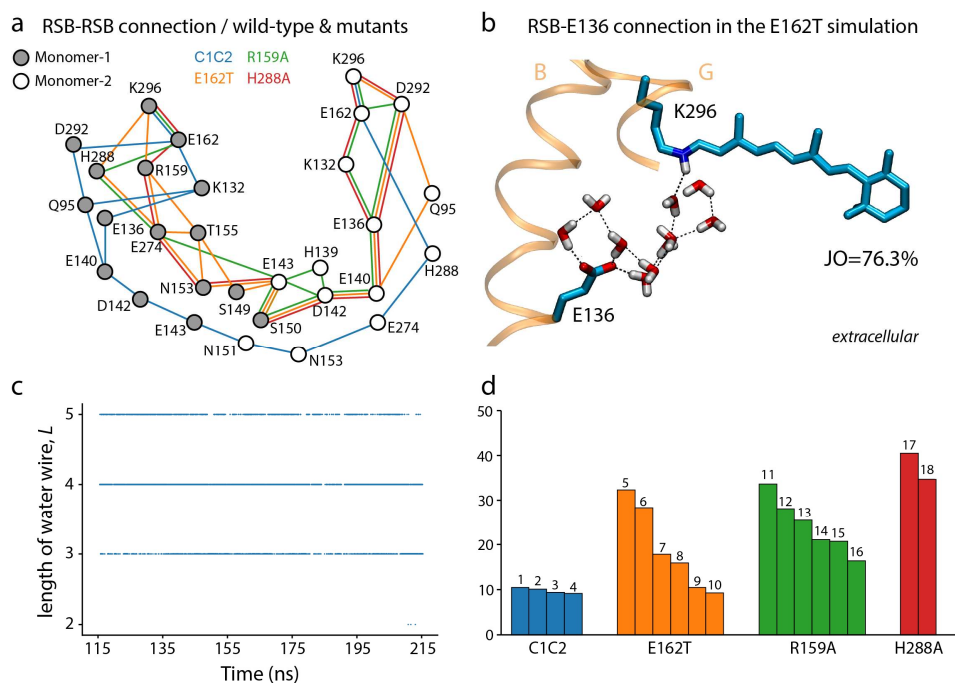 a RSB-RSB connection / wild-type & mutants
Monomer-1
Monomer-2
C1C2 R159A
E162T H288A
K296
D292
E162
H288
R159
K132
Q95
E136
E274
T155
E140
N153
S149
E143
H139
D142
S150
D142
E140
E143
N151
N153
E274
H288
Q95
E136
K132
E162
D292
K296
b RSB-E136 connection in the E162T simulation
B
G
K296
JO=76.3%
E136
extracellular
c
length of water wire, L
5
4
3
2
115 135 155 175 195 215
Time (ns)
d
50
40
30
20
10
0
1 2 3 4
5 6 7 8 9 10
11 12 13 14 15 16
17 18
C1C2 E162T R159A H288A